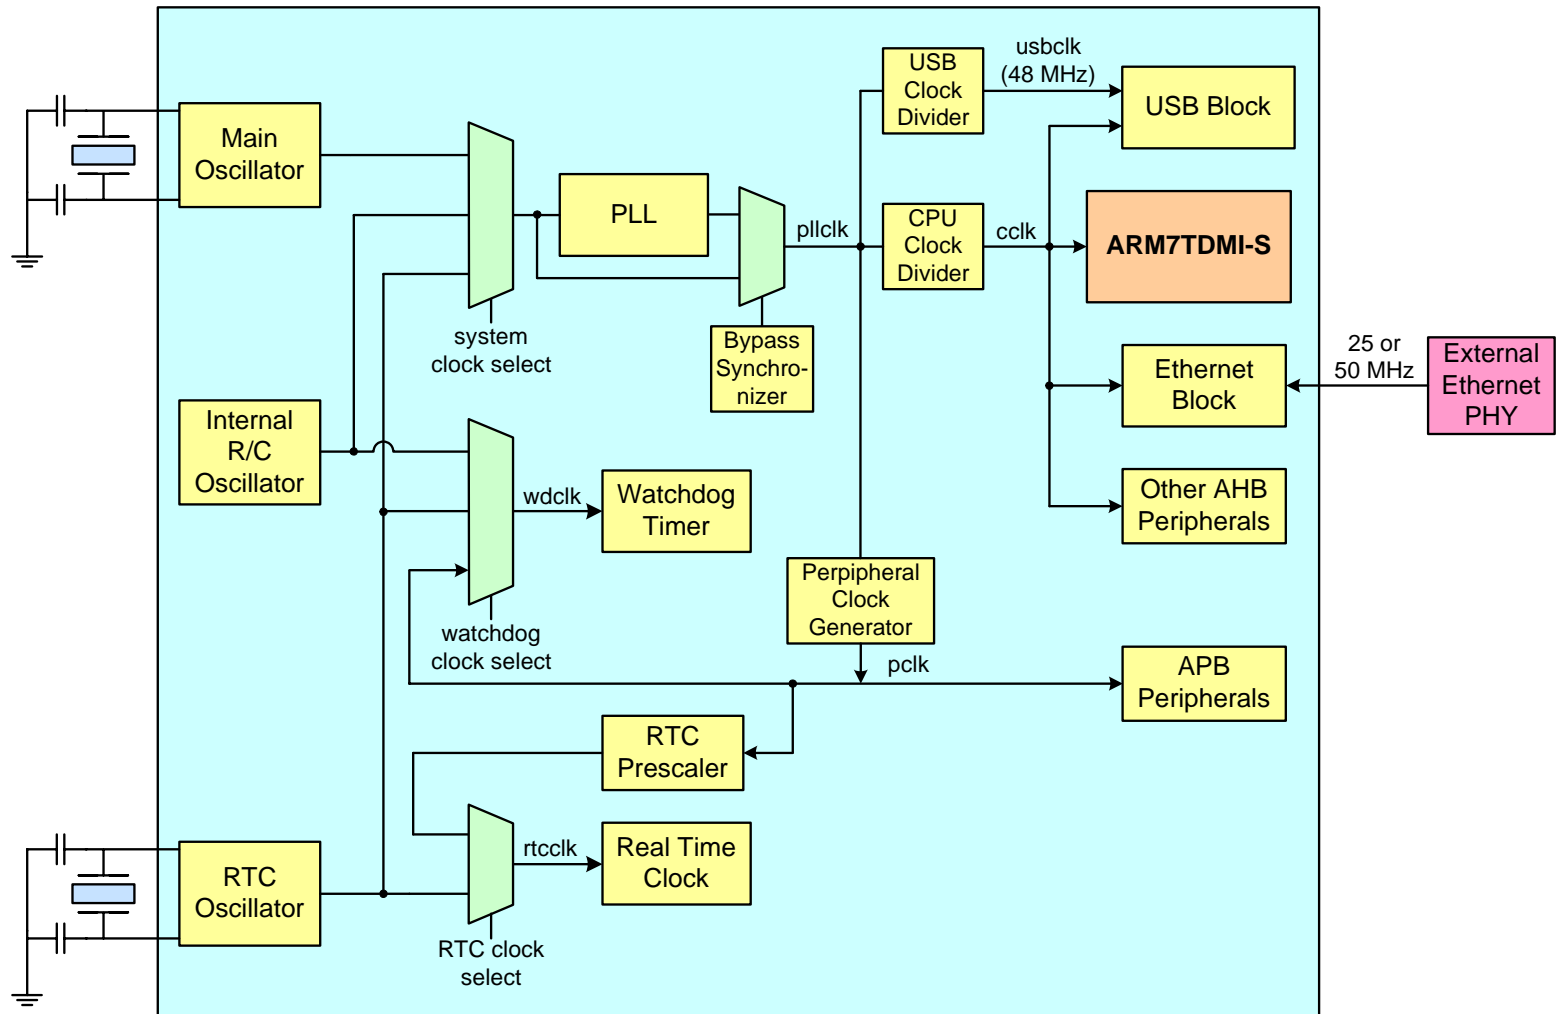 USB
Clock
Divider
usbclk
(48 MHz)
USB Block
Main
Oscillator
PLL
pllclk
CPU
Clock
Divider
cclk
ARM7TDMI-S
system
clock select
Bypass
Synchro-
nizer
Ethernet
Block
25 or
50 MHz
External
Ethernet
PHY
Internal
R/C
Oscillator
wdclk
Watchdog
Timer
Other AHB
Peripherals
watchdog
clock select
Perpipheral
Clock
Generator
pclk
APB
Peripherals
RTC
Prescaler
RTC
Oscillator
rtcclk
Real Time
Clock
RTC clock
select